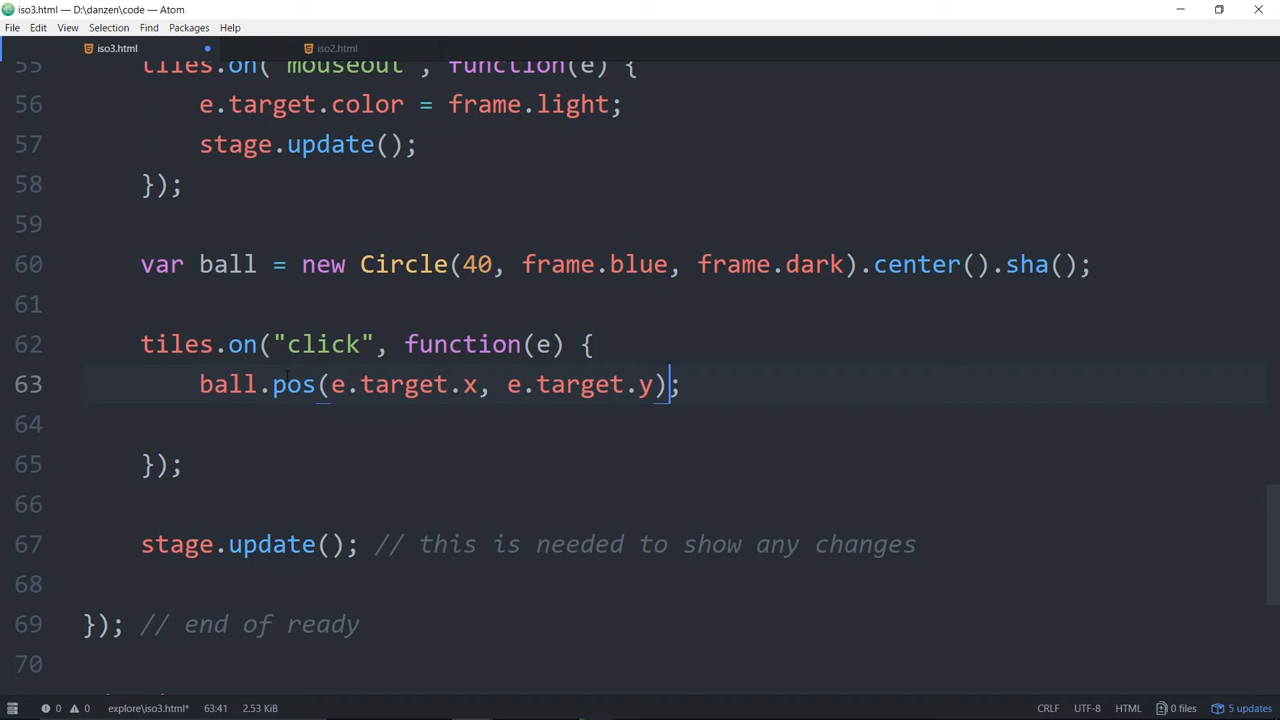 iso3.html — D:\danzen\code — Atom
File Edit View Selection Find Packages Help
iso3.html iso2.html
55 tiles.on("mouseout", function(e) {
56 e.target.color = frame.light;
57 stage.update();
58 });
59
60 var ball = new Circle(40, frame.blue, frame.dark).center().sha();
61
62 tiles.on("click", function(e) {
63 ball.pos(e.target.x, e.target.y);
64
65 });
66
67 stage.update(); // this is needed to show any changes
68
69 }); // end of ready
70
0 0 explore\iso3.html* 63:41 2.53 KiB CRLF UTF-8 HTML 0 files 5 updates